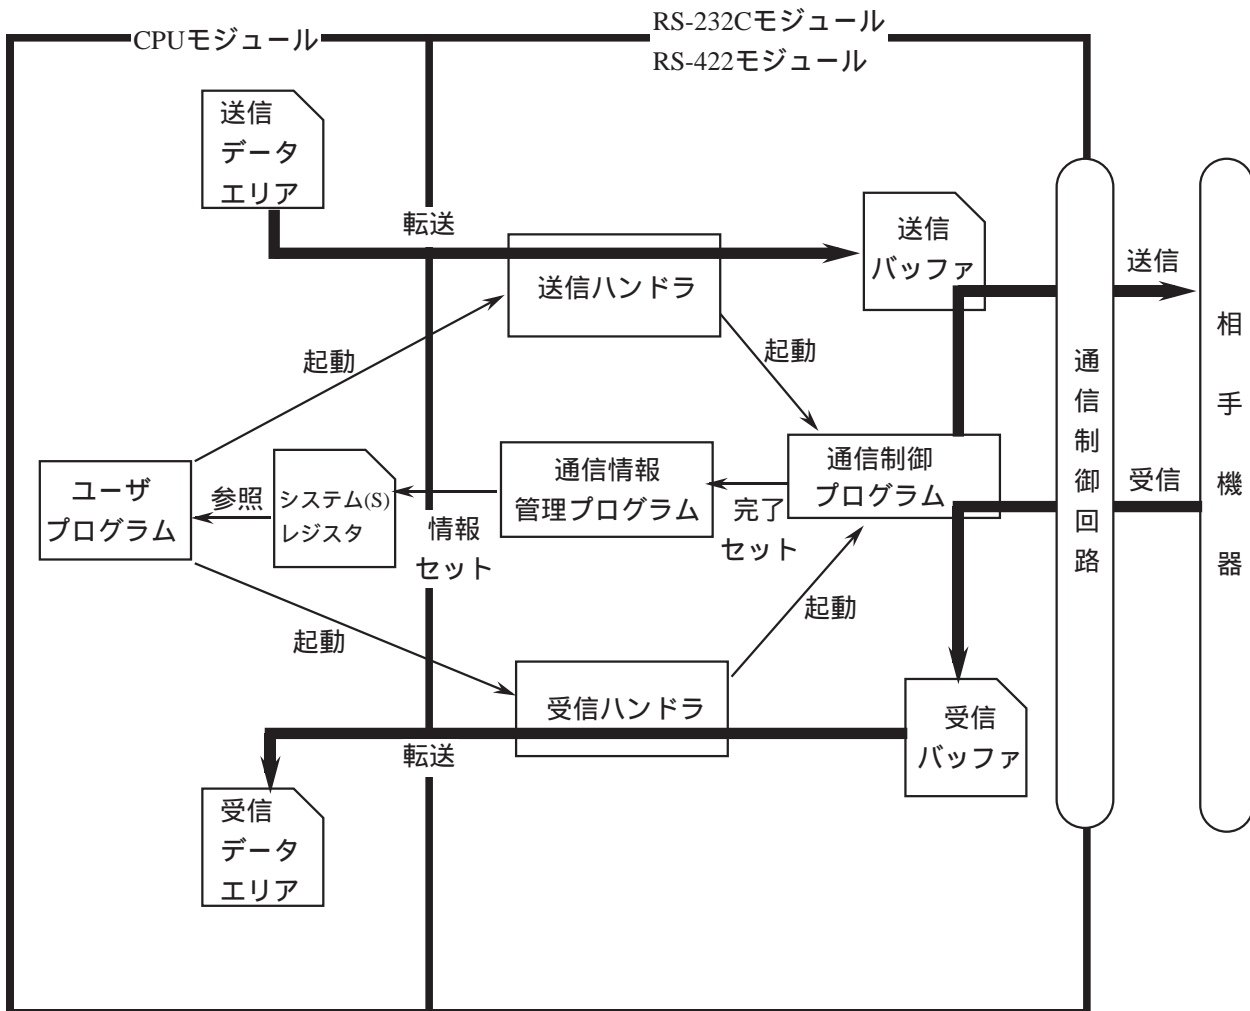 CPUモジュール
RS-232Cモジュール
RS-422モジュール
送信
データ
エリア
転送
送信ハンドラ
送信
バッファ
送信
起動
起動
相手機器
通信制御回路
ユーザ
プログラム
参照
システム(S)
レジスタ
情報
セット
通信情報
管理プログラム
完了
セット
通信制御
プログラム
受信
起動
起動
受信ハンドラ
転送
受信
バッファ
受信
データ
エリア